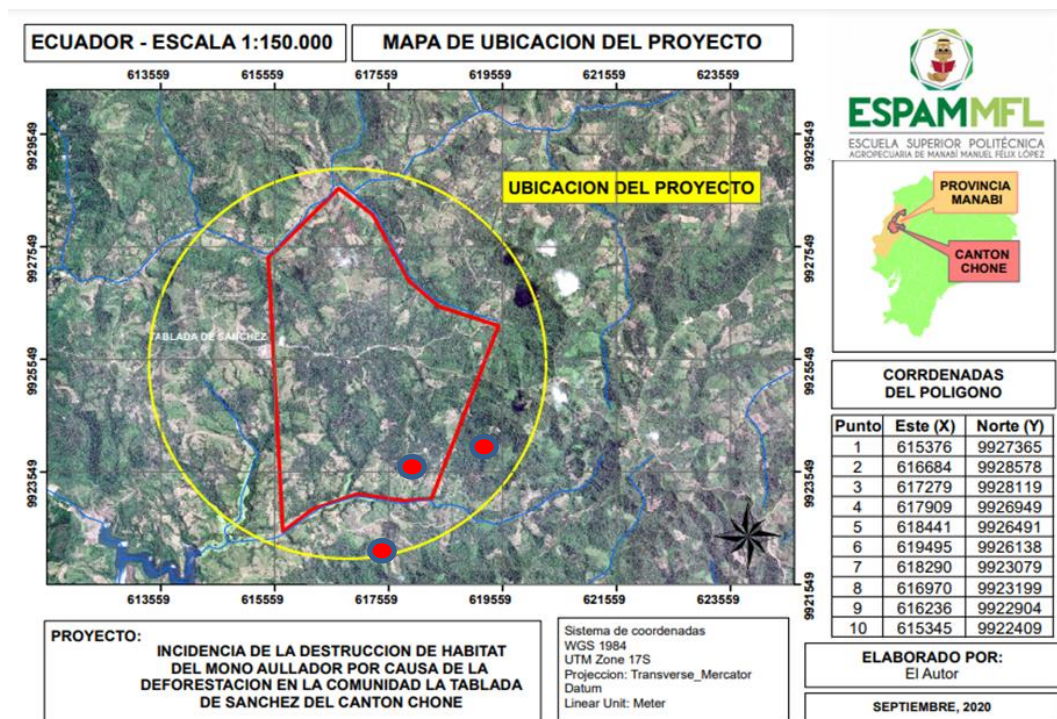 ECUADOR - ESCALA 1:150.000
MAPA DE UBICACION DEL PROYECTO
613559 615559 617559 619559 621559 623559
9929549
9927549
9925549
9923549
9929549
9927549
9925549
9923549
9921549
UBICACION DEL PROYECTO
TABLADA DE SANCHEZ
613559 615559 617559 619559 621559 623559
ESPAMMFL
ESCUELA SUPERIOR POLITÉCNICA
AGROPECUARIA DE MANABÍ MANUEL FÉLIX LÓPEZ
PROVINCIA
MANABI
CANTON
CHONE
CORRDENADAS
DEL POLIGONO
Punto Este (X) Norte (Y)
1 615376 9927365
2 616684 9928578
3 617279 9928119
4 617909 9926949
5 618441 9926491
6 619495 9926138
7 618290 9923079
8 616970 9923199
9 616236 9922904
10 615345 9922409
PROYECTO:
INCIDENCIA DE LA DESTRUCCION DE HABITAT
DEL MONO AULLADOR POR CAUSA DE LA
DEFORESTACION EN LA COMUNIDAD LA TABLADA
DE SANCHEZ DEL CANTON CHONE
Sistema de coordenadas
WGS 1984
UTM Zone 17S
Projeccion: Transverse_Mercator
Datum
Linear Unit: Meter
ELABORADO POR:
El Autor
SEPTIEMBRE, 2020